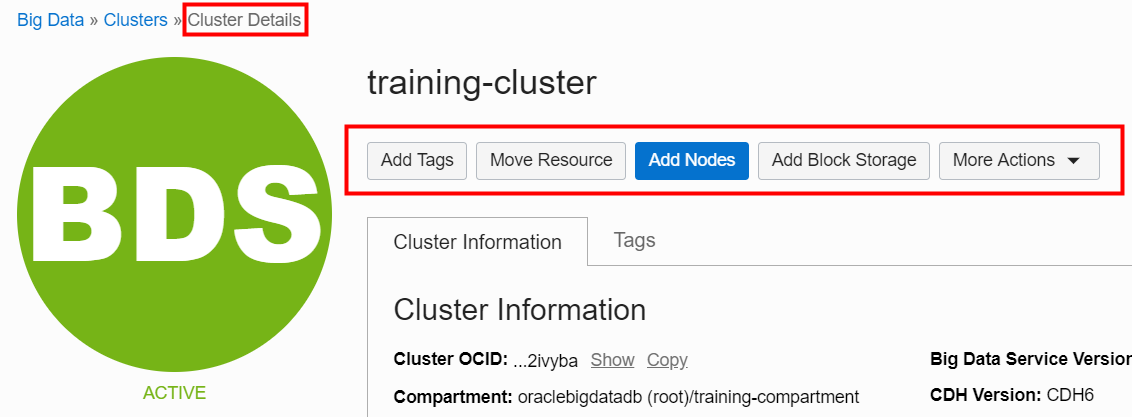 Big Data » Clusters » Cluster Details
BDS
ACTIVE
training-cluster
Add Tags Move Resource Add Nodes Add Block Storage More Actions
Cluster Information Tags
Cluster Information
Cluster OCID: ...2ivyba Show Copy
Big Data Service Version
Compartment: oraclebigdatadb (root)/training-compartment
CDH Version: CDH6